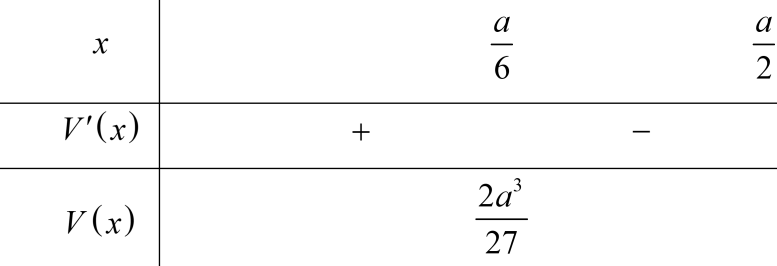 x a/6 a/2
V′(x) + −
V(x) 2a³/27